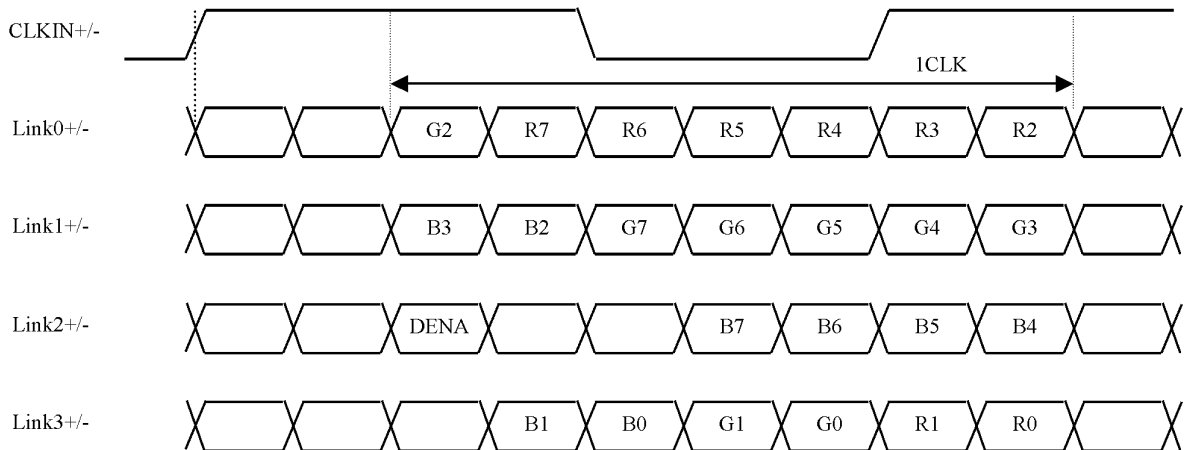 CLKIN+/-
1CLK
Link0+/- G2 R7 R6 R5 R4 R3 R2
Link1+/- B3 B2 G7 G6 G5 G4 G3
Link2+/- DENA B7 B6 B5 B4
Link3+/- B1 B0 G1 G0 R1 R0